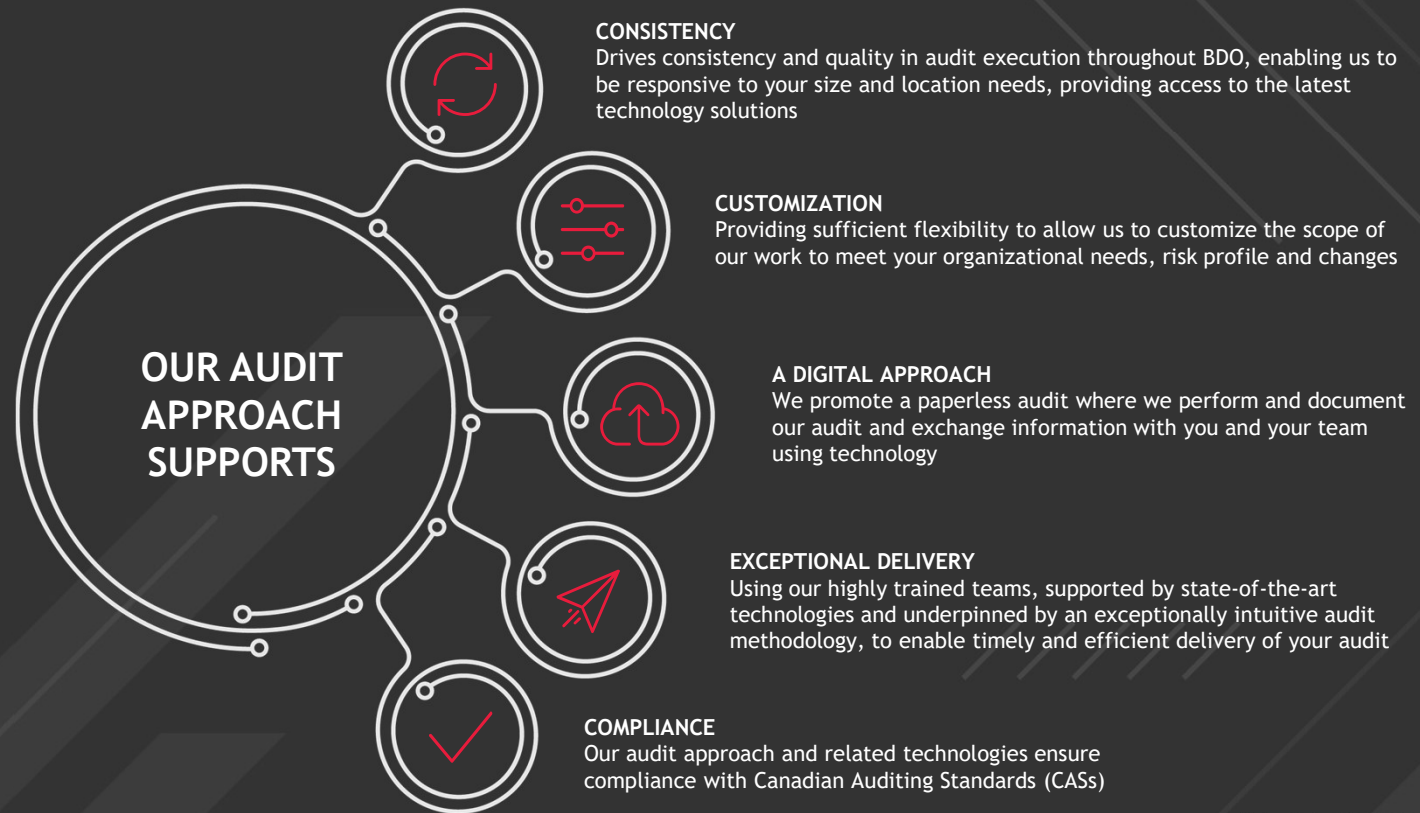 CONSISTENCY
Drives consistency and quality in audit execution throughout BDO, enabling us to
be responsive to your size and location needs, providing access to the latest
technology solutions
CUSTOMIZATION
Providing sufficient flexibility to allow us to customize the scope of
our work to meet your organizational needs, risk profile and changes
OUR AUDIT
APPROACH
SUPPORTS
A DIGITAL APPROACH
We promote a paperless audit where we perform and document
our audit and exchange information with you and your team
using technology
EXCEPTIONAL DELIVERY
Using our highly trained teams, supported by state-of-the-art
technologies and underpinned by an exceptionally intuitive audit
methodology, to enable timely and efficient delivery of your audit
COMPLIANCE
Our audit approach and related technologies ensure
compliance with Canadian Auditing Standards (CASs)